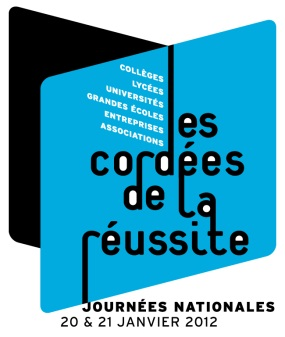 COLLÈGES
LYCÉES
UNIVERSITÉS
GRANDES ÉCOLES
ENTREPRISES
ASSOCIATIONS
les
cordées
de la
réussite
JOURNÉES NATIONALES
20 & 21 JANVIER 2012